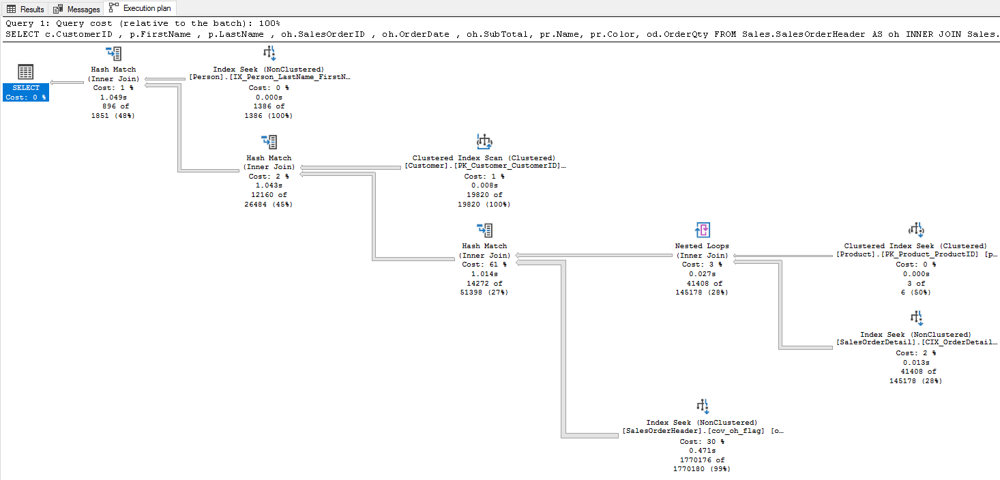 Results Messages Execution plan
Query 1: Query cost (relative to the batch): 100%
SELECT c.CustomerID , p.FirstName , p.LastName , oh.SalesOrderID , oh.OrderDate , oh.SubTotal, pr.Name, pr.Color, od.OrderQty FROM Sales.SalesOrderHeader AS oh INNER JOIN Sales.
SELECT
Cost: 0 %
Hash Match
(Inner Join)
Cost: 1 %
1.049s
896 of
1851 (48%)
Index Seek (NonClustered)
[Person].[IX_Person_LastName_FirstN…
Cost: 0 %
0.000s
1386 of
1386 (100%)
Hash Match
(Inner Join)
Cost: 2 %
1.043s
12160 of
26484 (45%)
Clustered Index Scan (Clustered)
[Customer].[PK_Customer_CustomerID]…
Cost: 1 %
0.008s
19820 of
19820 (100%)
Hash Match
(Inner Join)
Cost: 61 %
1.014s
14272 of
51398 (27%)
Nested Loops
(Inner Join)
Cost: 3 %
0.027s
41408 of
145178 (28%)
Clustered Index Seek (Clustered)
[Product].[PK_Product_ProductID] [p…
Cost: 0 %
0.000s
3 of
6 (50%)
Index Seek (NonClustered)
[SalesOrderDetail].[CIX_OrderDetail…
Cost: 2 %
0.013s
41408 of
145178 (28%)
Index Seek (NonClustered)
[SalesOrderHeader].[cov_oh_flag] [o…
Cost: 30 %
0.471s
1770176 of
1770180 (99%)